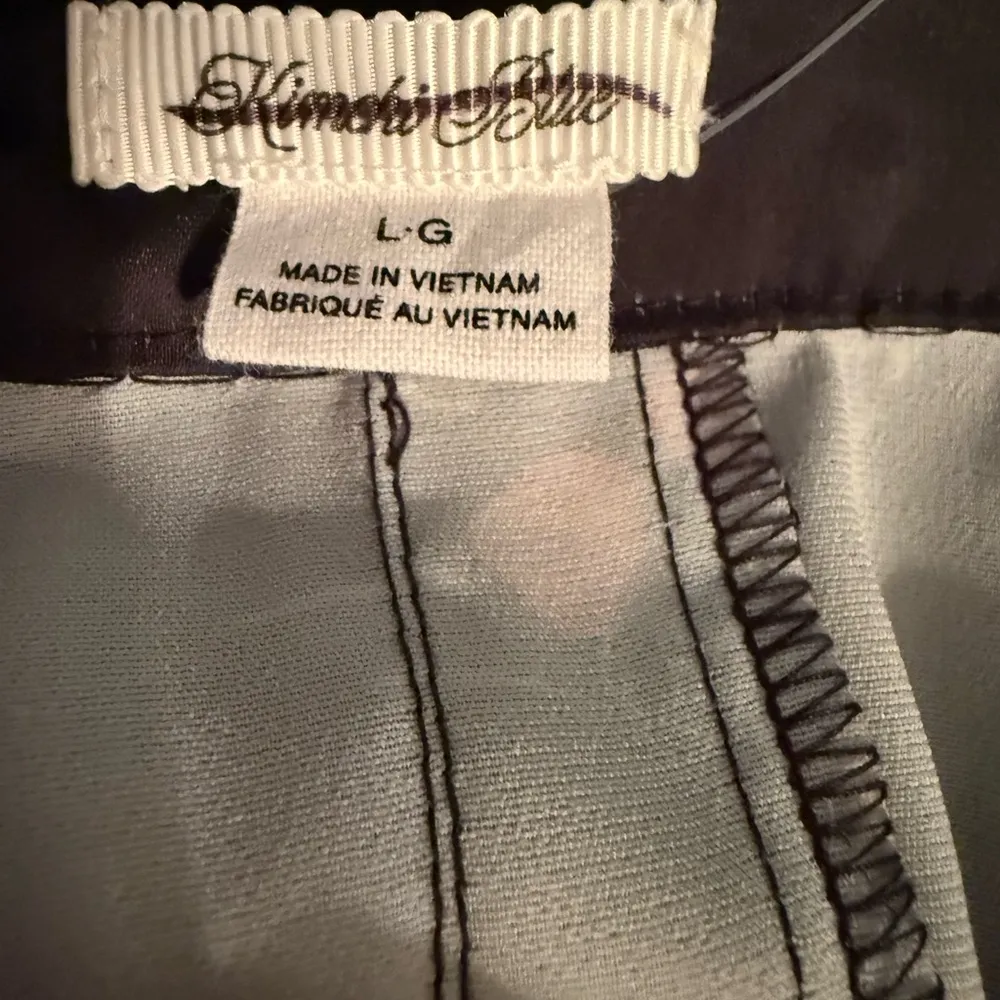 Kimchi Blue
L·G
MADE IN VIETNAM
FABRIQUÉ AU VIETNAM